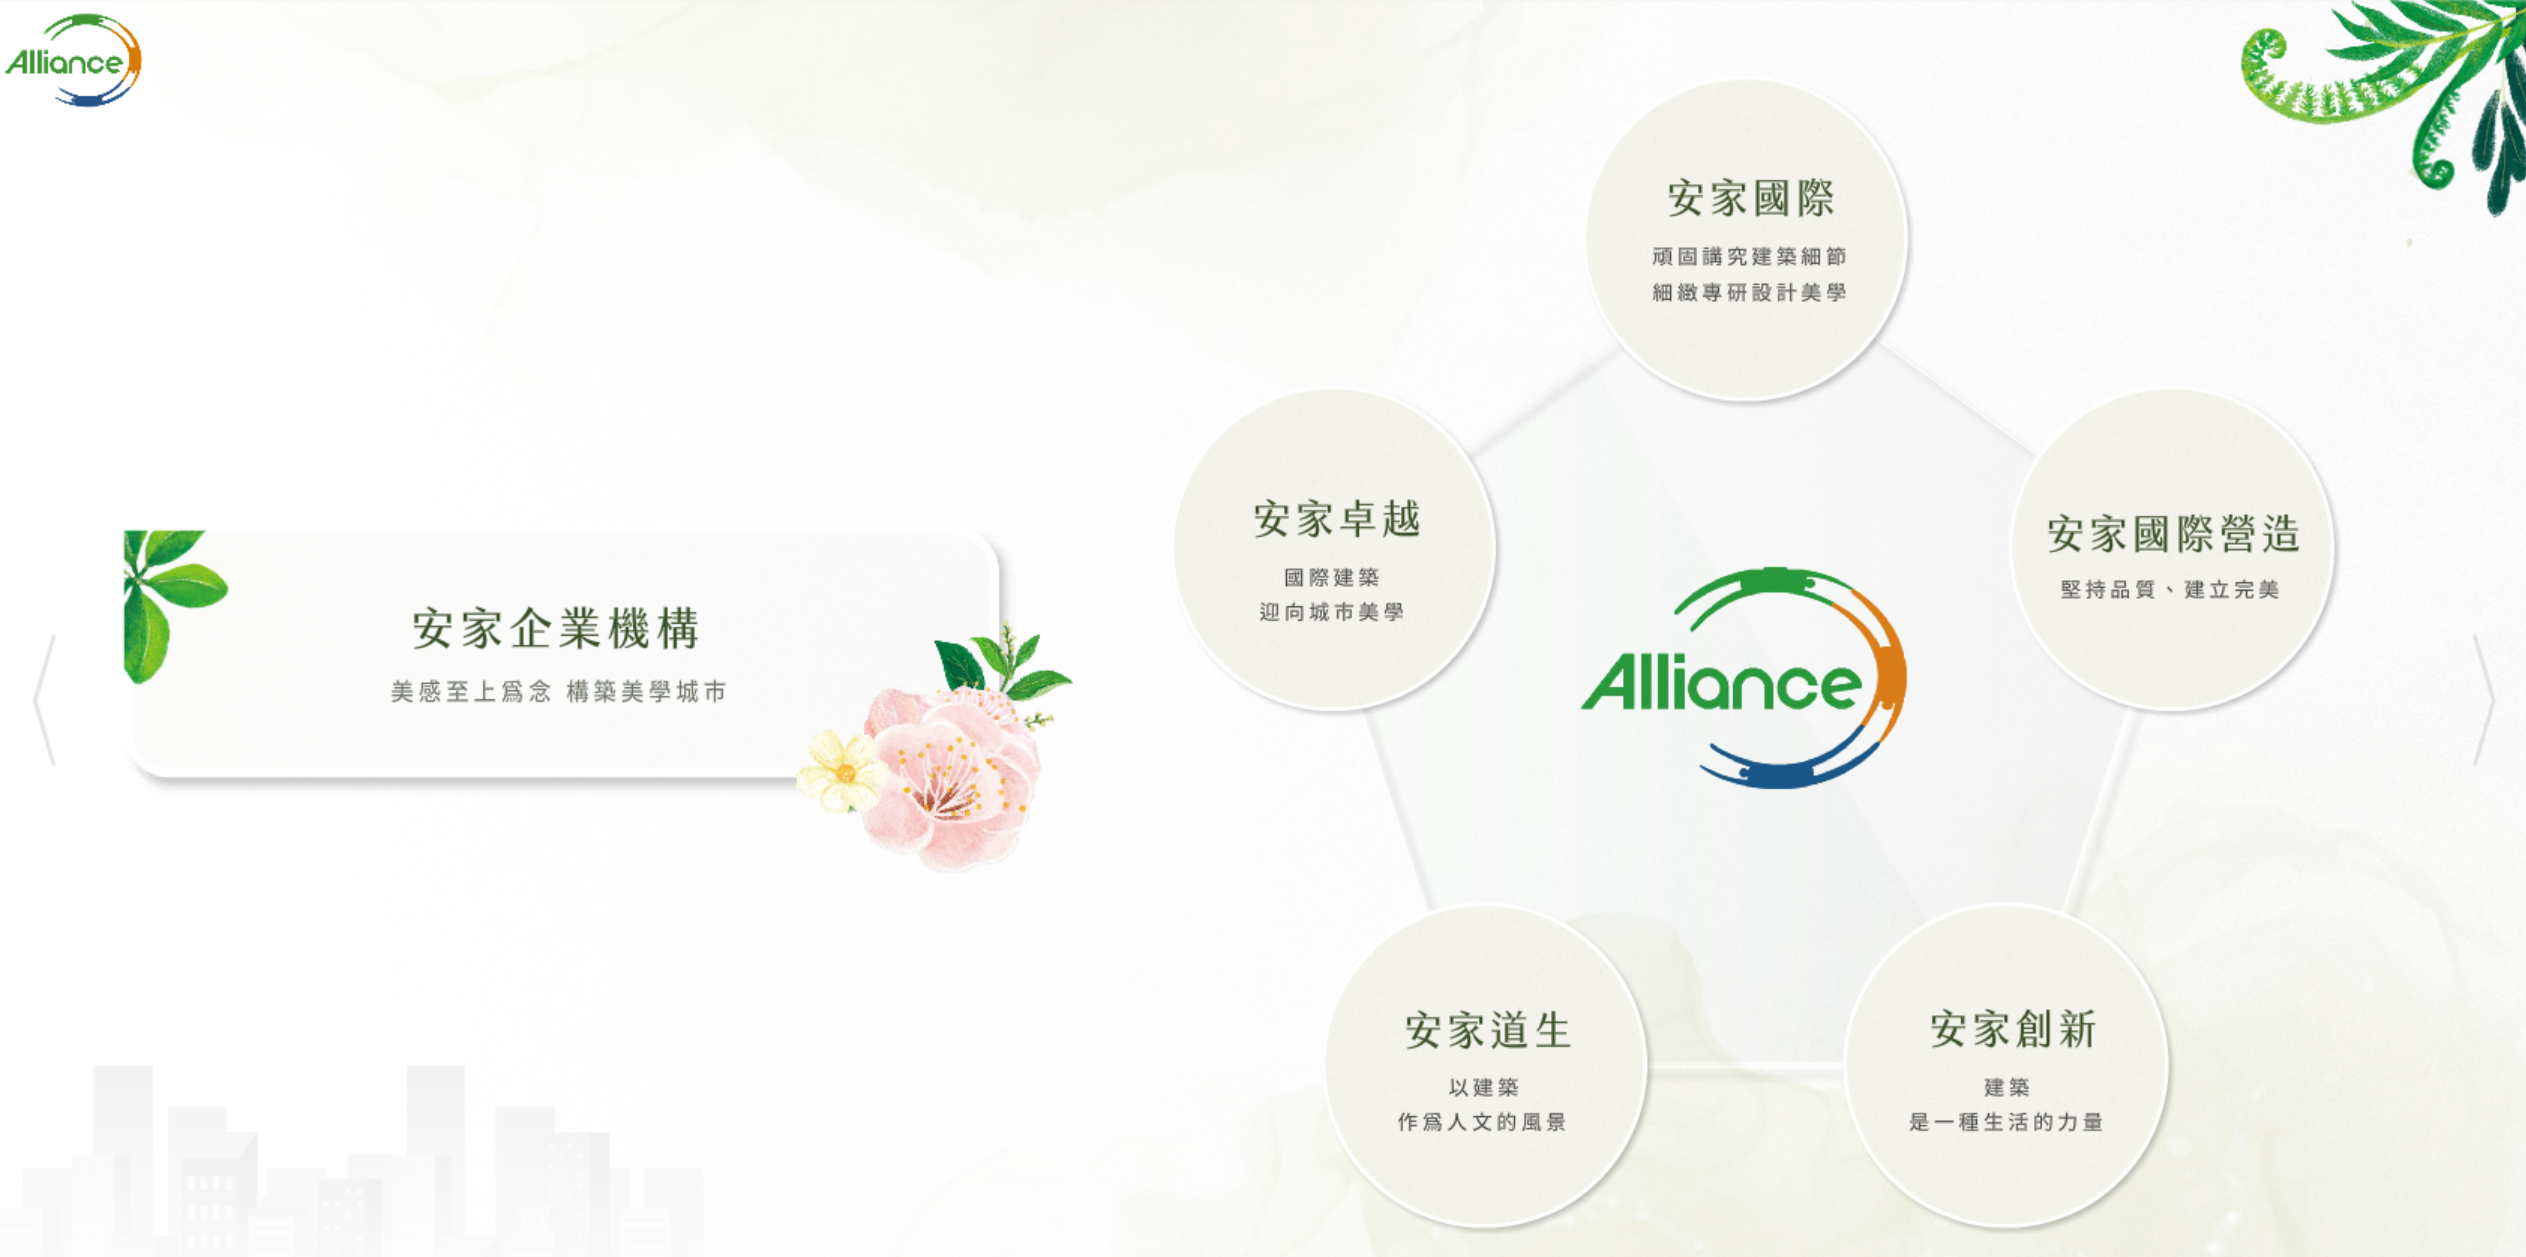 Alliance
安家企業機構
美感至上爲念 構築美學城市
安家國際
頑固講究建築細節
細緻專研設計美學
安家卓越
國際建築
迎向城市美學
安家國際營造
堅持品質、建立完美
Alliance
安家道生
以建築
作爲人文的風景
安家創新
建築
是一種生活的力量